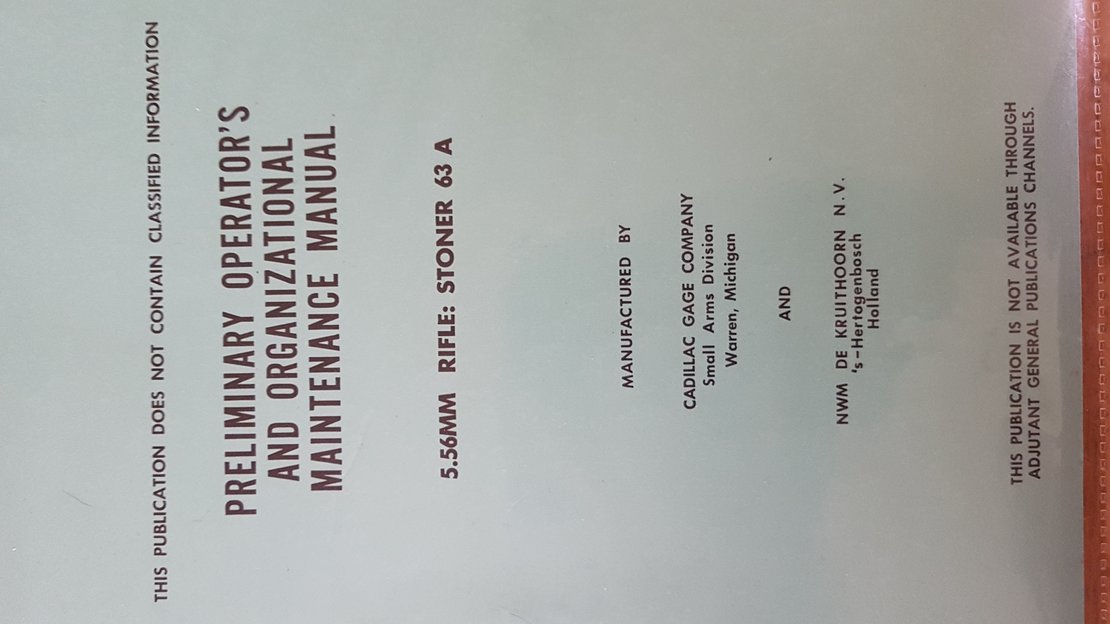 THIS PUBLICATION DOES NOT CONTAIN CLASSIFIED INFORMATION
PRELIMINARY OPERATOR'S
AND ORGANIZATIONAL
MAINTENANCE MANUAL
5.56MM RIFLE: STONER 63 A
MANUFACTURED BY
CADILLAC GAGE COMPANY
Small Arms Division
Warren, Michigan
AND
NWM DE KRUITHOORN N.V.
's-Hertogenbosch
Holland
THIS PUBLICATION IS NOT AVAILABLE THROUGH
ADJUTANT GENERAL PUBLICATIONS CHANNELS.